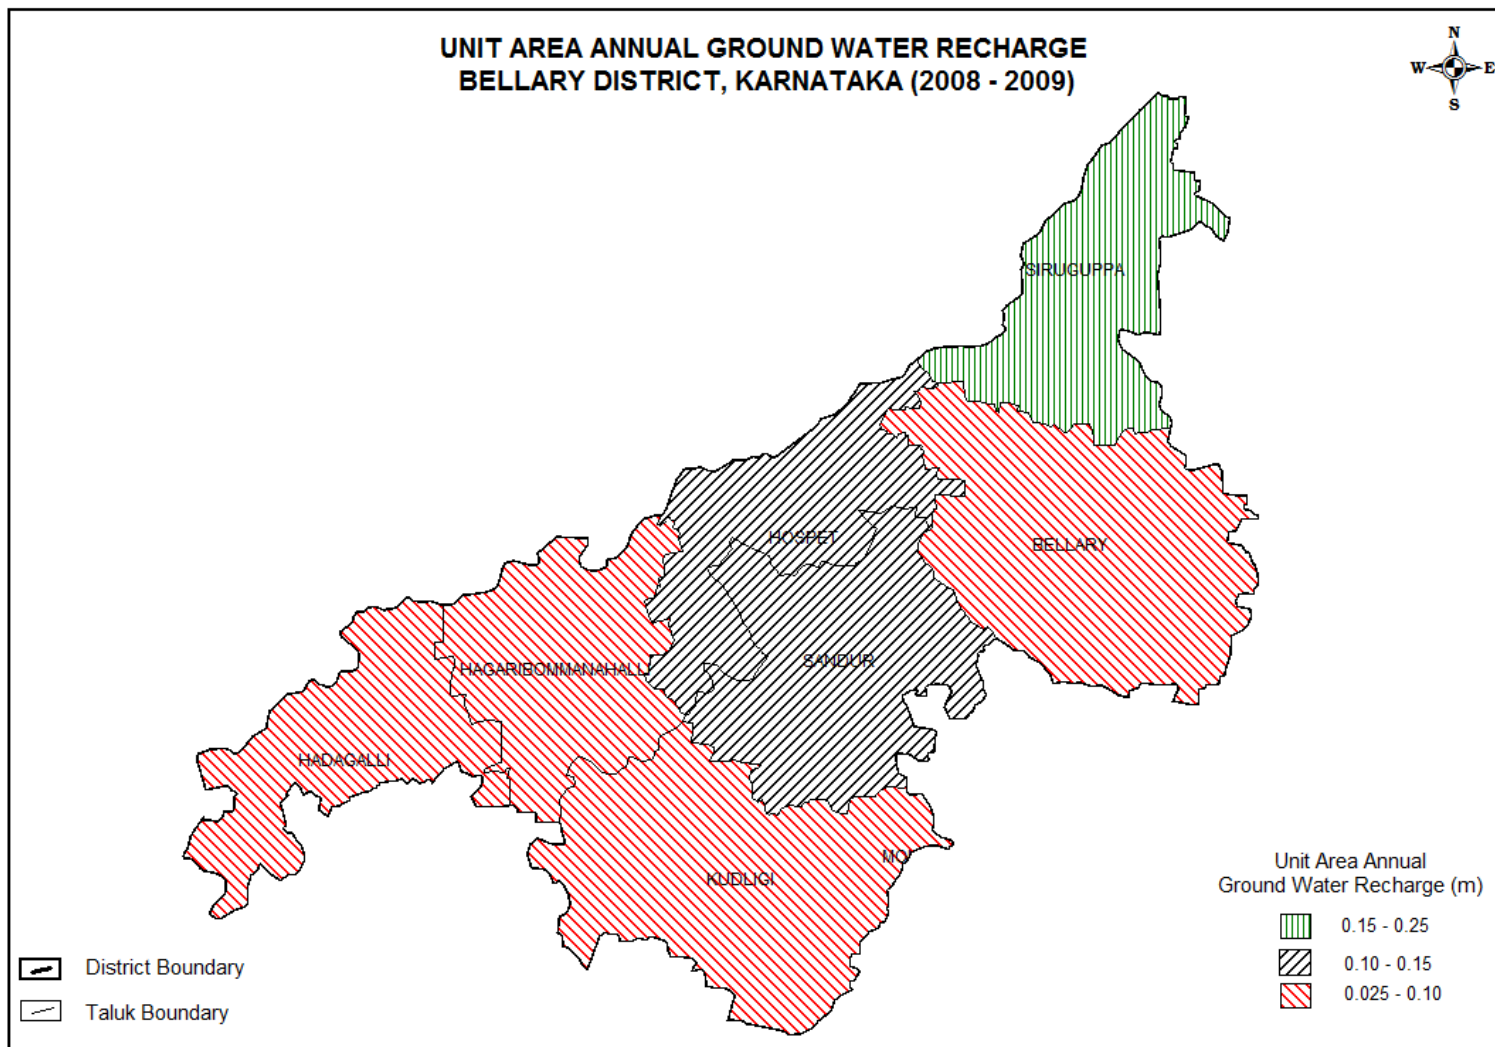 UNIT AREA ANNUAL GROUND WATER RECHARGE
BELLARY DISTRICT, KARNATAKA (2008 - 2009)
N
W E
S
SIRUGUPPA
HOSPET
BELLARY
HAGARIBOMMANAHALL
SANDUR
HADAGALLI
MO
KUDLIGI
Unit Area Annual
Ground Water Recharge (m)
0.15 - 0.25
0.10 - 0.15
0.025 - 0.10
District Boundary
Taluk Boundary